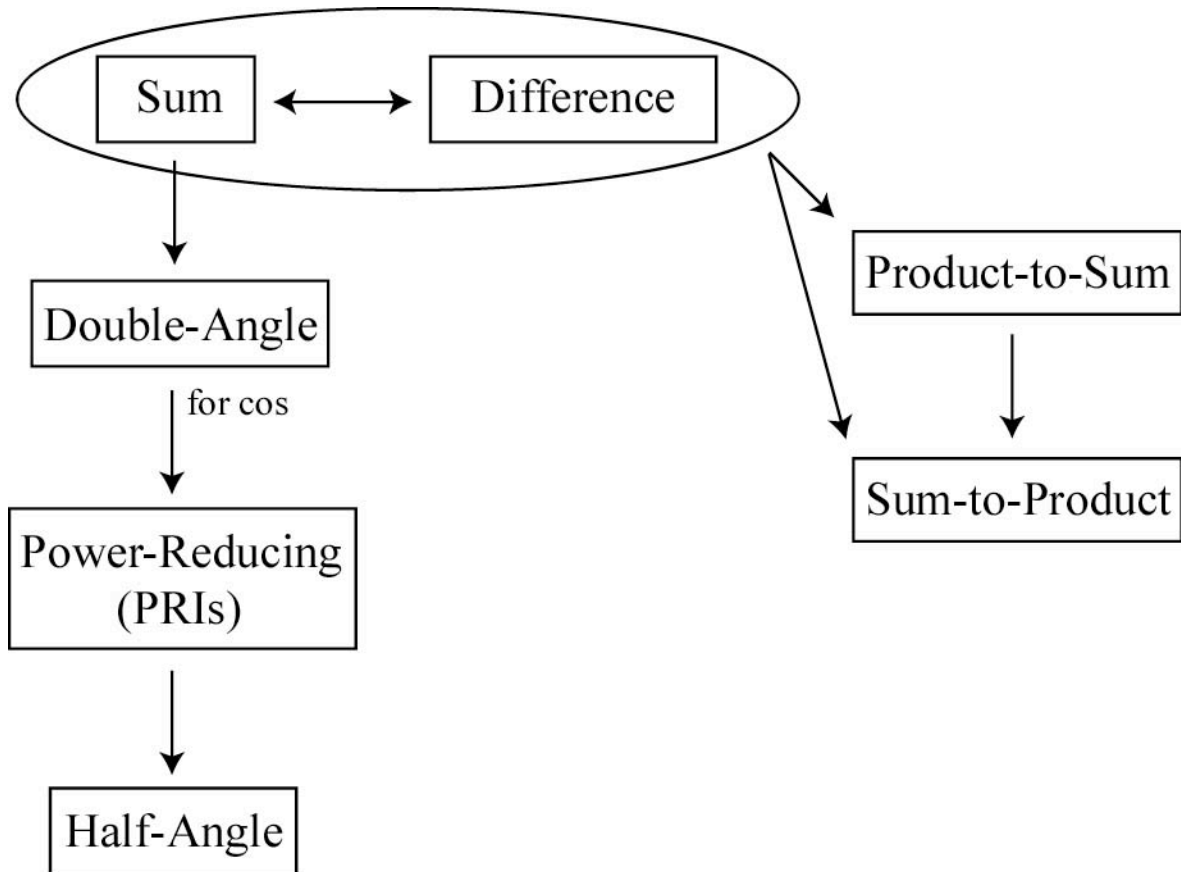 Sum
Difference
Product-to-Sum
Double-Angle
for cos
Sum-to-Product
Power-Reducing
(PRIs)
Half-Angle